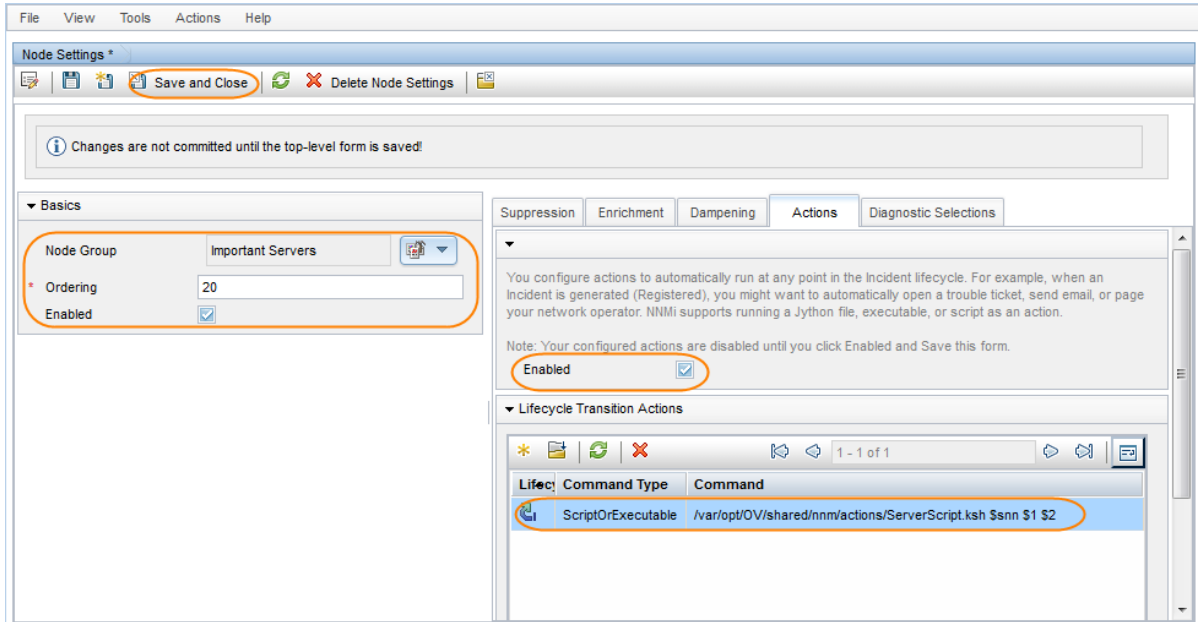 File View Tools Actions Help
Node Settings *
Save and Close Delete Node Settings
Changes are not committed until the top-level form is saved!
Basics
Node Group Important Servers
* Ordering 20
Enabled
Suppression Enrichment Dampening Actions Diagnostic Selections
You configure actions to automatically run at any point in the Incident lifecycle. For example, when an
Incident is generated (Registered), you might want to automatically open a trouble ticket, send email, or page
your network operator. NNMi supports running a Jython file, executable, or script as an action.
Note: Your configured actions are disabled until you click Enabled and Save this form.
Enabled
Lifecycle Transition Actions
1 - 1 of 1
Lifecy Command Type Command
ScriptOrExecutable /var/opt/OV/shared/nnm/actions/ServerScript.ksh $snn $1 $2